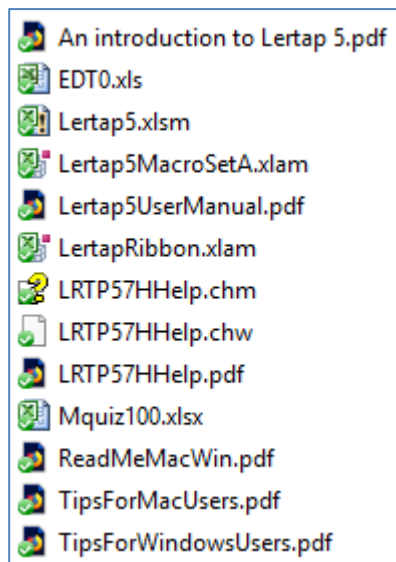 An introduction to Lertap 5.pdf
EDT0.xls
Lertap5.xlsm
Lertap5MacroSetA.xlam
Lertap5UserManual.pdf
LertapRibbon.xlam
LRTP57HHelp.chm
LRTP57HHelp.chw
LRTP57HHelp.pdf
Mquiz100.xlsx
ReadMeMacWin.pdf
TipsForMacUsers.pdf
TipsForWindowsUsers.pdf